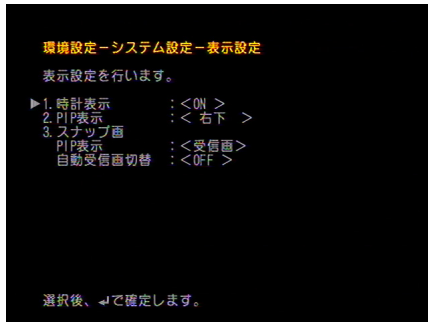 環境設定－システム設定－表示設定
表示設定を行います。
▶1.時計表示　　　:＜ON ＞
2.PIP表示　　　:＜ 右下 ＞
3.スナップ画
PIP表示　　　:＜受信画＞
自動受信画切替　:＜OFF ＞
選択後、↵で確定します。